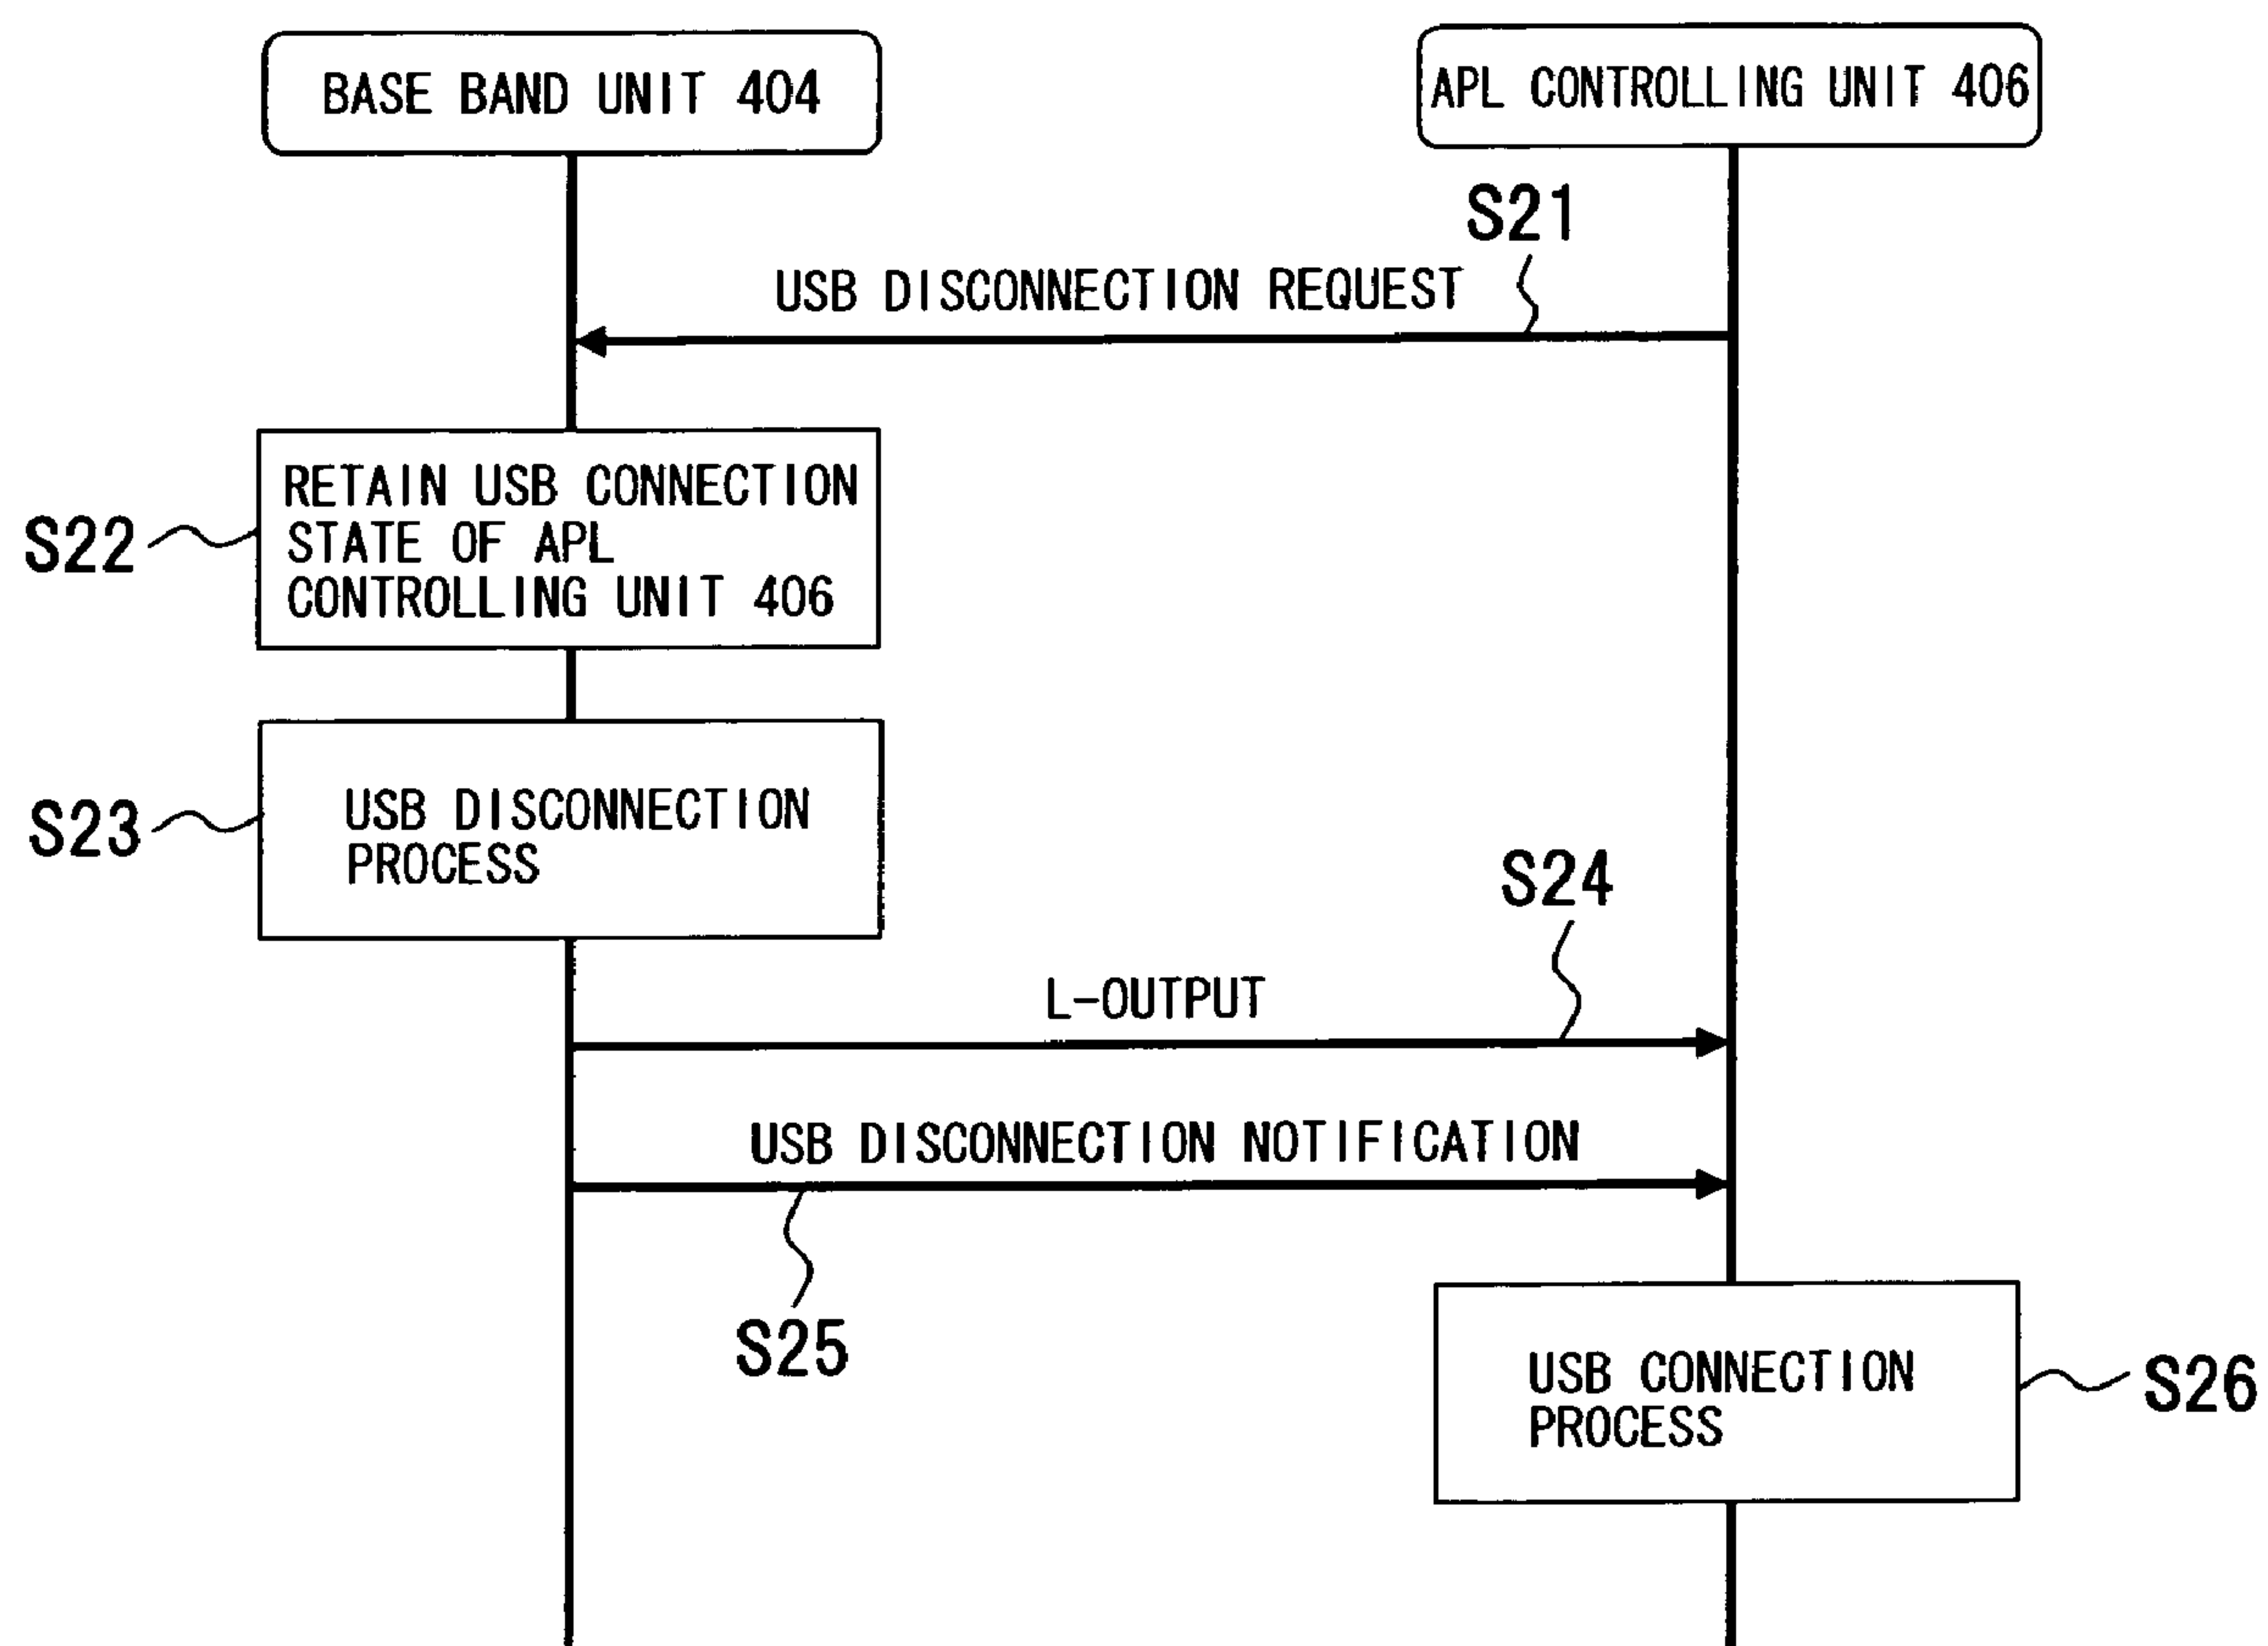 BASE BAND UNIT 404
APL CONTROLLING UNIT 406
S21
USB DISCONNECTION REQUEST
RETAIN USB CONNECTION
STATE OF APL
CONTROLLING UNIT 406
S22
USB DISCONNECTION
PROCESS
S23
S24
L-OUTPUT
USB DISCONNECTION NOTIFICATION
S25
USB CONNECTION
PROCESS
S26